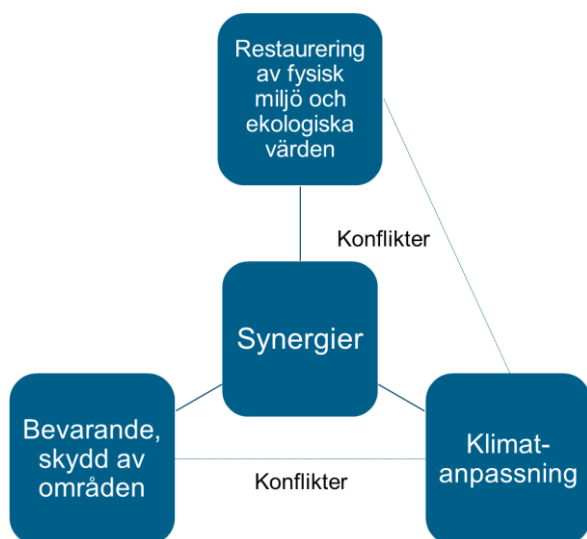 Restaurering
av fysisk
miljö och
ekologiska
värden
Konflikter
Synergier
Bevarande,
skydd av
områden
Konflikter
Klimat-
anpassning